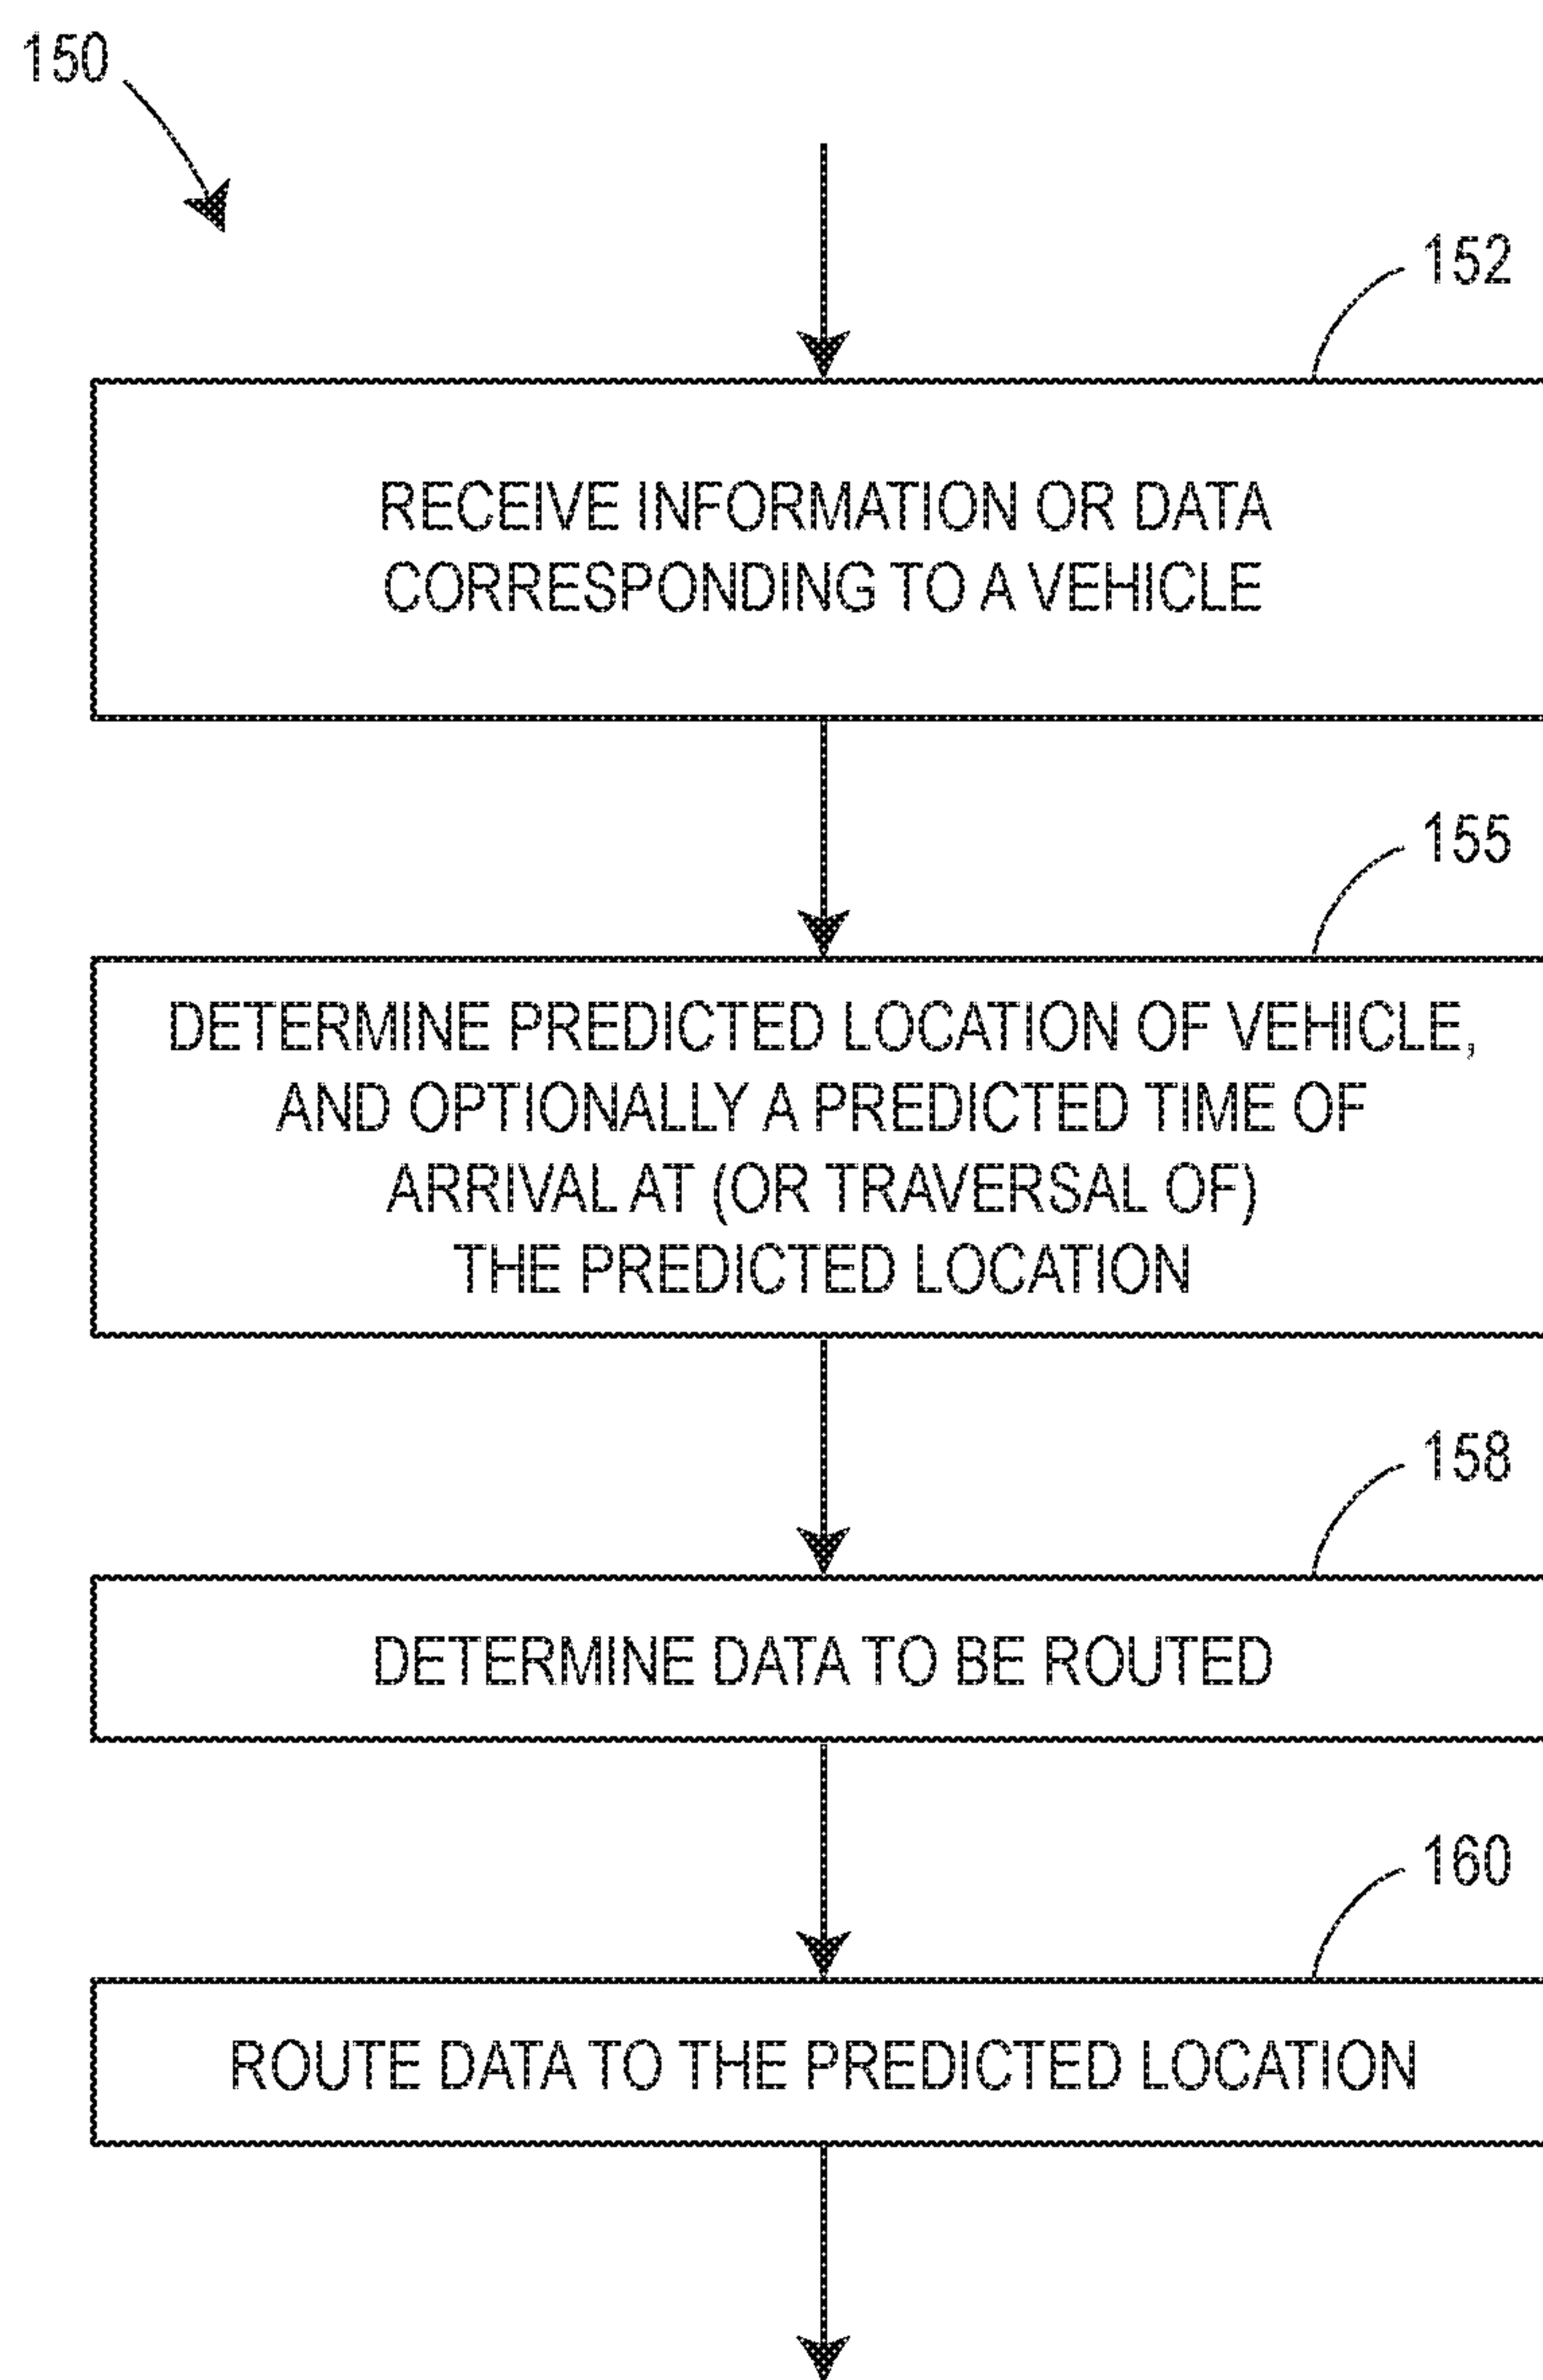 150
152
RECEIVE INFORMATION OR DATA
CORRESPONDING TO A VEHICLE
155
DETERMINE PREDICTED LOCATION OF VEHICLE,
AND OPTIONALLY A PREDICTED TIME OF
ARRIVAL AT (OR TRAVERSAL OF)
THE PREDICTED LOCATION
158
DETERMINE DATA TO BE ROUTED
160
ROUTE DATA TO THE PREDICTED LOCATION